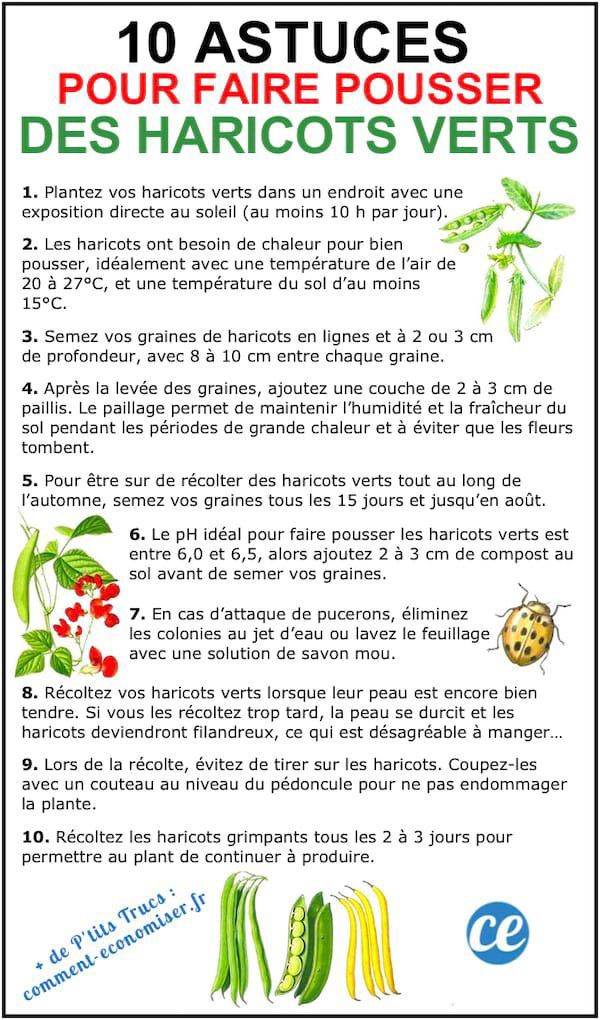 10 ASTUCES
POUR FAIRE POUSSER
DES HARICOTS VERTS
1. Plantez vos haricots verts dans un endroit avec une
exposition directe au soleil (au moins 10 h par jour).
2. Les haricots ont besoin de chaleur pour bien
pousser, idéalement avec une température de l'air de
20 à 27°C, et une température du sol d'au moins
15°C.
3. Semez vos graines de haricots en lignes et à 2 ou 3 cm
de profondeur, avec 8 à 10 cm entre chaque graine.
4. Après la levée des graines, ajoutez une couche de 2 à 3 cm de
paillis. Le paillage permet de maintenir l'humidité et la fraîcheur du
sol pendant les périodes de grande chaleur et à éviter que les fleurs
tombent.
5. Pour être sur de récolter des haricots verts tout au long de
l'automne, semez vos graines tous les 15 jours et jusqu'en août.
6. Le pH idéal pour faire pousser les haricots verts est
entre 6,0 et 6,5, alors ajoutez 2 à 3 cm de compost au
sol avant de semer vos graines.
7. En cas d'attaque de pucerons, éliminez
les colonies au jet d'eau ou lavez le feuillage
avec une solution de savon mou.
8. Récoltez vos haricots verts lorsque leur peau est encore bien
tendre. Si vous les récoltez trop tard, la peau se durcit et les
haricots deviendront filandreux, ce qui est désagréable à manger...
9. Lors de la récolte, évitez de tirer sur les haricots. Coupez-les
avec un couteau au niveau du pédoncule pour ne pas endommager
la plante.
10. Récoltez les haricots grimpants tous les 2 à 3 jours pour
permettre au plant de continuer à produire.
+ de P'tits Trucs :
comment-economiser.fr
ce